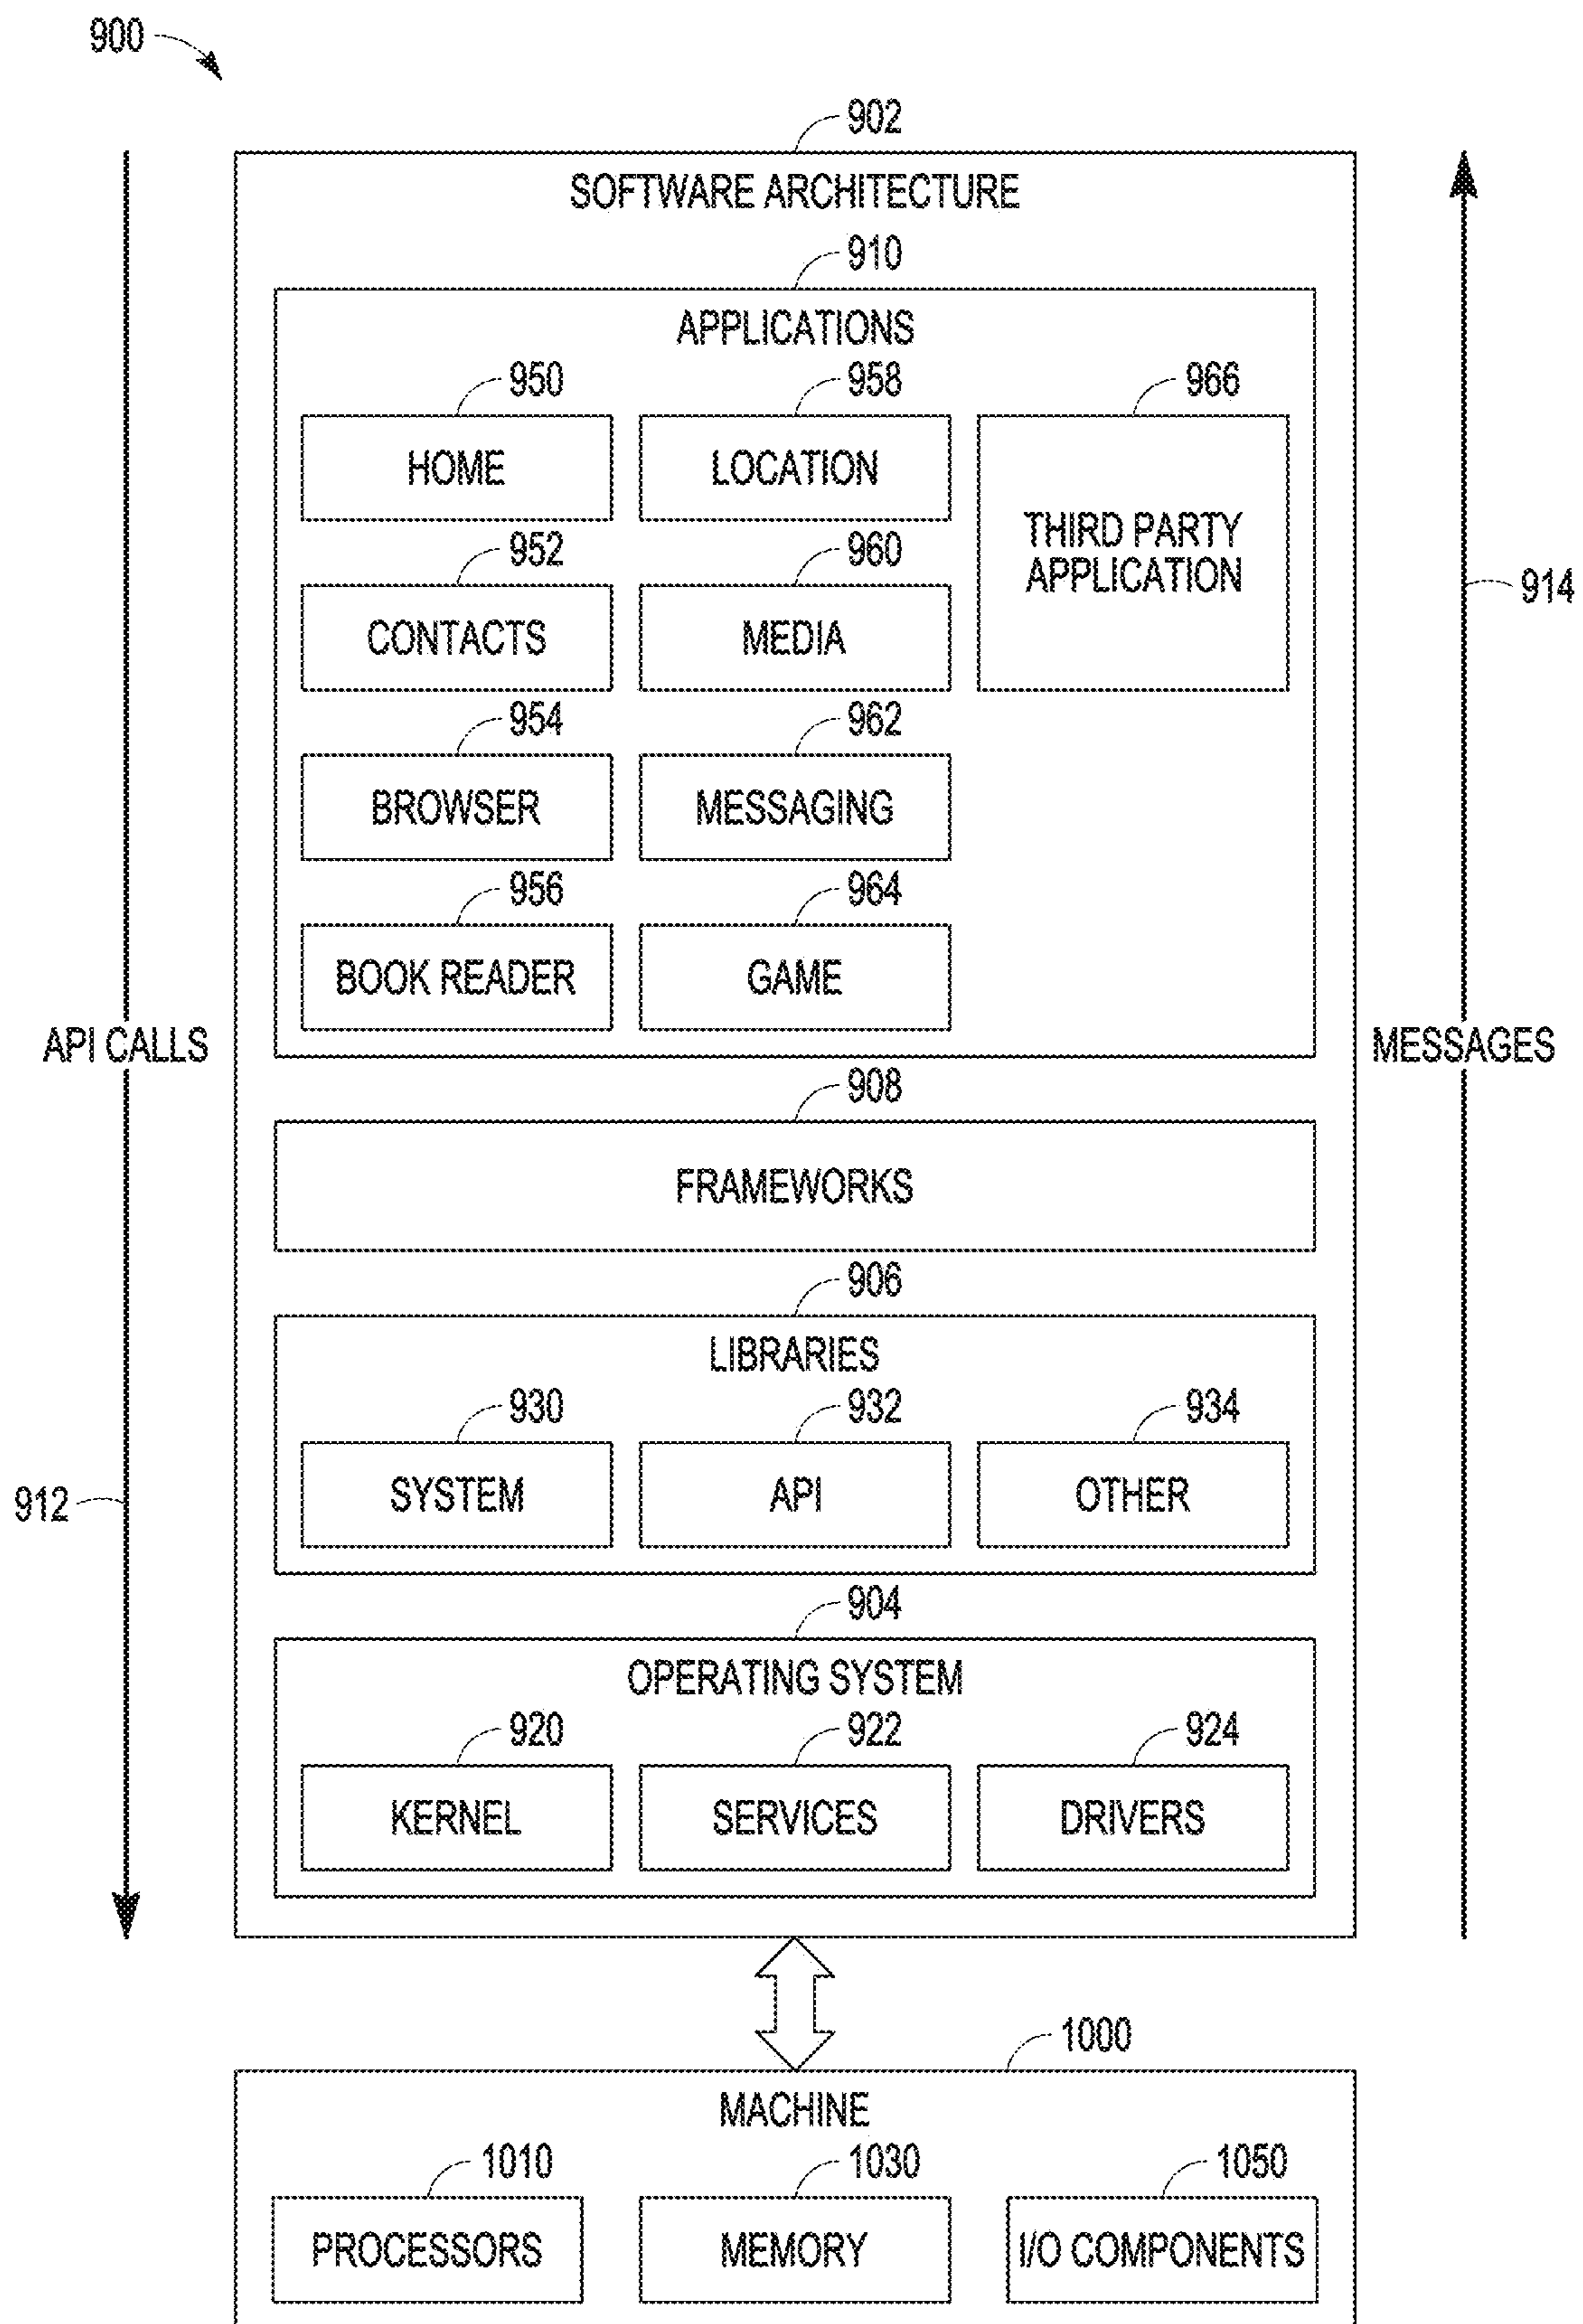 900
902
SOFTWARE ARCHITECTURE
910
APPLICATIONS
950 958 966
HOME LOCATION
THIRD PARTY
APPLICATION
952 960
914
CONTACTS MEDIA
954 962
BROWSER MESSAGING
956 964
BOOK READER GAME
API CALLS MESSAGES
908
FRAMEWORKS
906
LIBRARIES
930 932 934
SYSTEM API OTHER
912
904
OPERATING SYSTEM
920 922 924
KERNEL SERVICES DRIVERS
1000
MACHINE
1010 1030 1050
PROCESSORS MEMORY I/O COMPONENTS